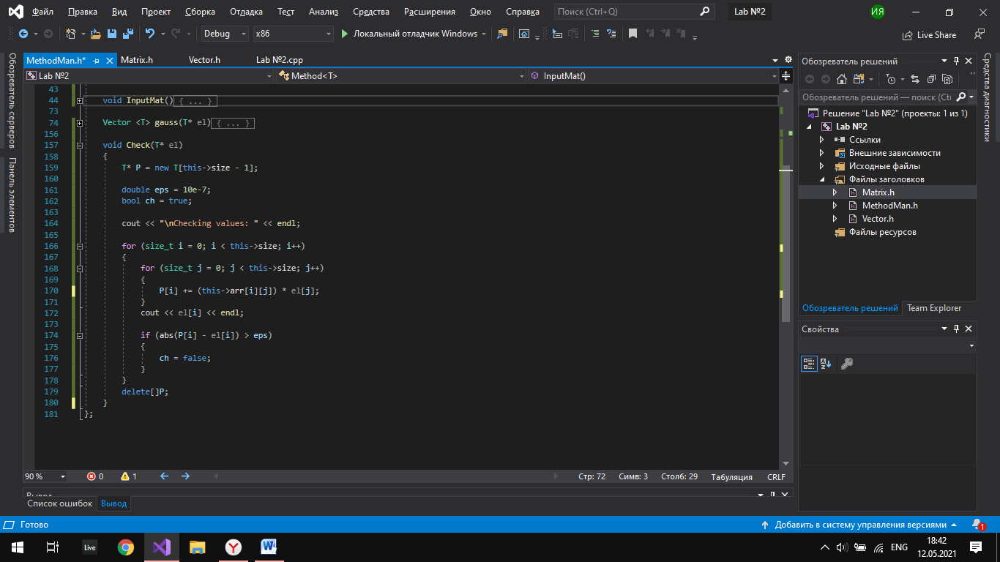 Файл Правка Вид Проект Сборка Отладка Тест Анализ Средства Расширения Окно Справка Поиск (Ctrl+Q) Lab №2 ИЯ
Debug x86 Локальный отладчик Windows Live Share
Обозреватель серверов
Панель элементов
MethodMan.h* Matrix.h Vector.h Lab №2.cpp
Lab №2 Method<T> InputMat()
43
44 void InputMat() { ... }
73
74 Vector <T> gauss(T* el) { ... }
156
157 void Check(T* el)
158 {
159 T* P = new T[this->size - 1];
160
161 double eps = 10e-7;
162 bool ch = true;
163
164 cout << "\nChecking values: " << endl;
165
166 for (size_t i = 0; i < this->size; i++)
167 {
168 for (size_t j = 0; j < this->size; j++)
169 {
170 P[i] += (this->arr[i][j]) * el[j];
171 }
172 cout << el[i] << endl;
173
174 if (abs(P[i] - el[i]) > eps)
175 {
176 ch = false;
177 }
178 }
179 delete[]P;
180 }
181 };
90 % 0 1 Стр: 72 Симв: 3 Столб: 29 Табуляция CRLF
Вывод
Список ошибок Вывод
Обозреватель решений
Обозреватель решений — поиск (Ctr
Решение "Lab №2" (проекты: 1 из 1)
Lab №2
Ссылки
Внешние зависимости
Исходные файлы
Файлы заголовков
Matrix.h
MethodMan.h
Vector.h
Файлы ресурсов
Обозреватель решений Team Explorer
Свойства
Средства диагностики
Готово Добавить в систему управления версиями 1
Live ENG 18:42
12.05.2021